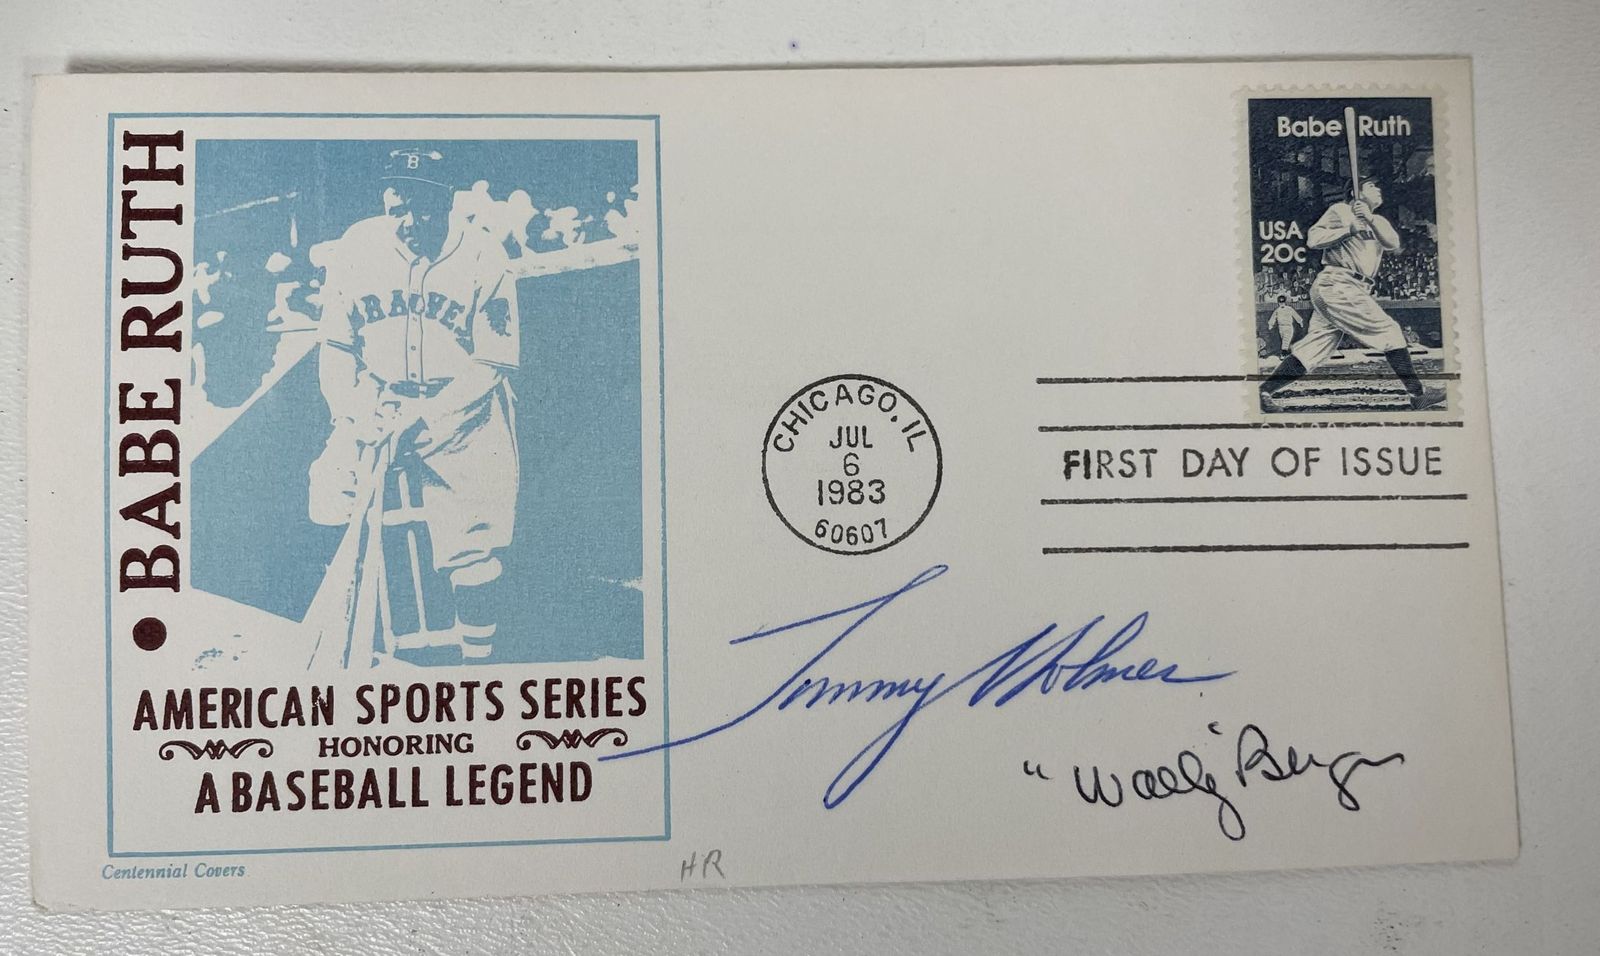 BABE RUTH
B
BRAVES
AMERICAN SPORTS SERIES
HONORING
A BASEBALL LEGEND
Centennial Covers
HR
Babe Ruth
USA
20c
CHICAGO, IL
JUL
6
1983
60607
FIRST DAY OF ISSUE
Tommy Holmes
"Wally" Berger